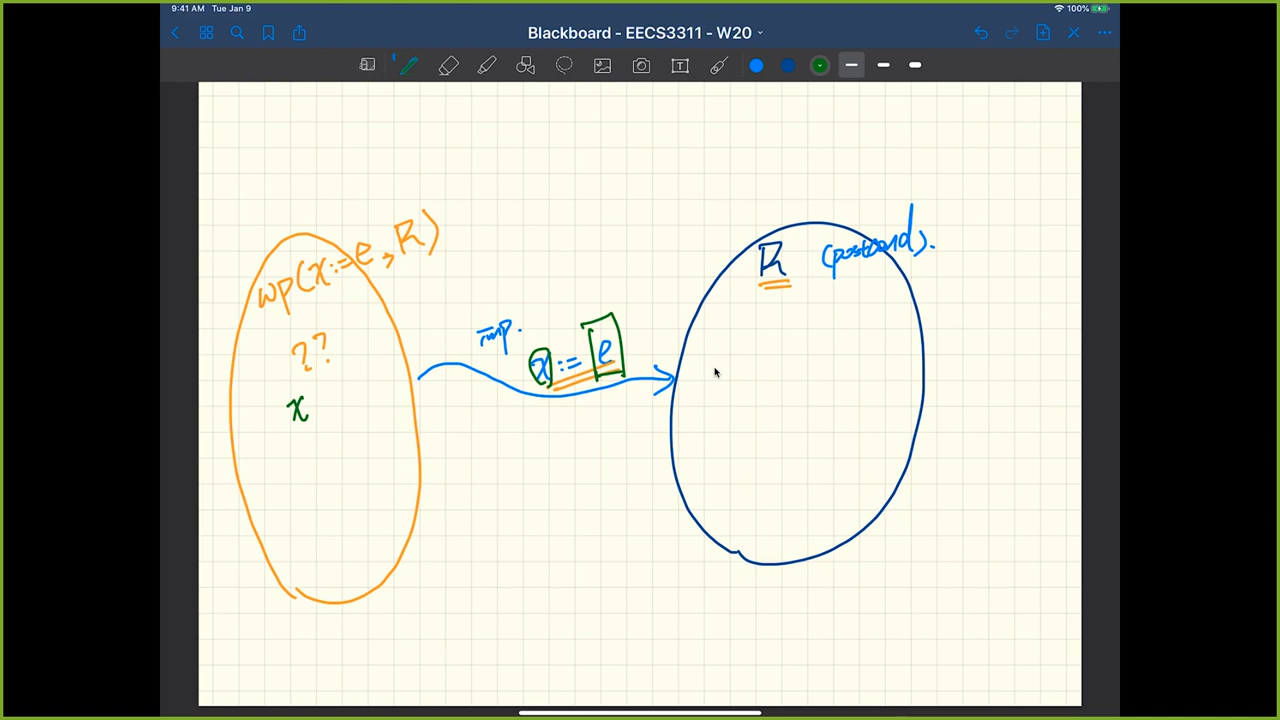 9:41 AM Tue Jan 9
100%
Blackboard - EECS3311 - W20
wp(x:=e, R)
??
x
imp.
x := e
R (postcond).